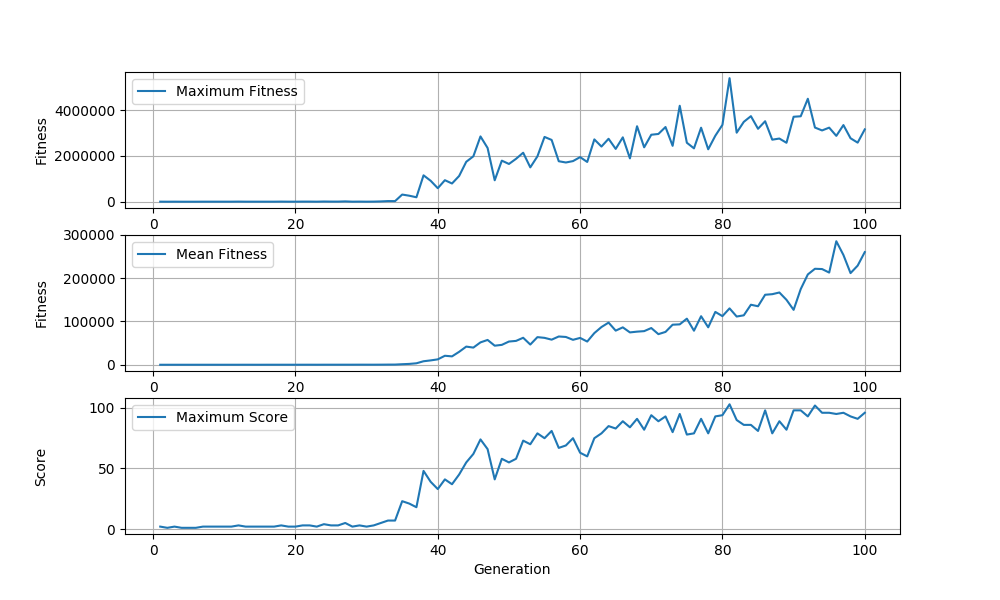 Maximum Fitness
Fitness
4000000
2000000
0
0 20 40 60 80 100
Mean Fitness
Fitness
300000
200000
100000
0
0 20 40 60 80 100
Maximum Score
Score
100
50
0
0 20 40 60 80 100
Generation